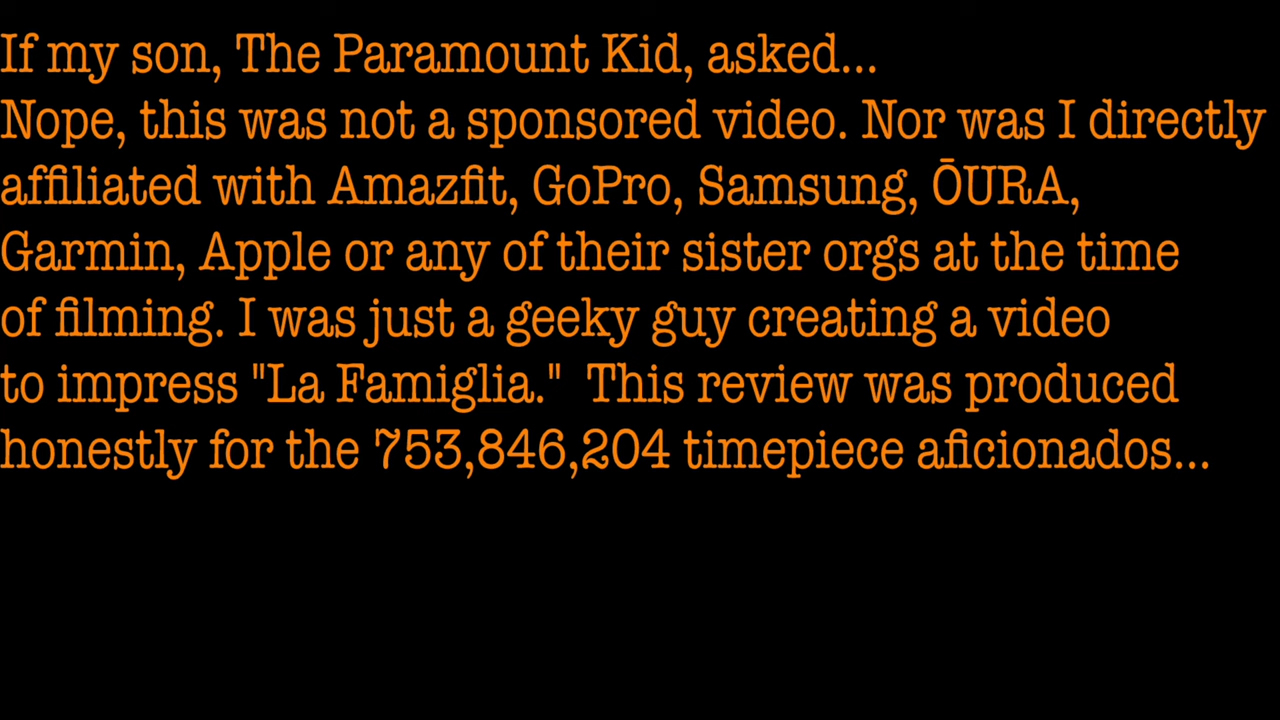 If my son, The Paramount Kid, asked...
Nope, this was not a sponsored video. Nor was I directly
affiliated with Amazfit, GoPro, Samsung, ŌURA,
Garmin, Apple or any of their sister orgs at the time
of filming. I was just a geeky guy creating a video
to impress "La Famiglia."  This review was produced
honestly for the 753,846,204 timepiece aficionados...